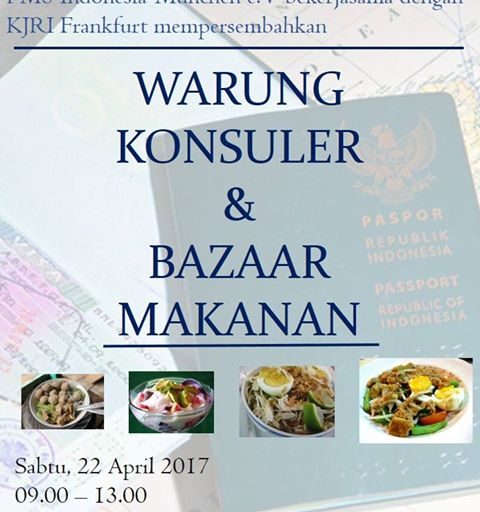 Indonesia München e.V bekerjasama dengan
KJRI Frankfurt mempersembahkan
WARUNG
KONSULER
&
BAZAAR
MAKANAN
PASPOR
REPUBLIK
INDONESIA
PASSPORT
REPUBLIC OF
INDONESIA
Sabtu, 22 April 2017
09.00 – 13.00